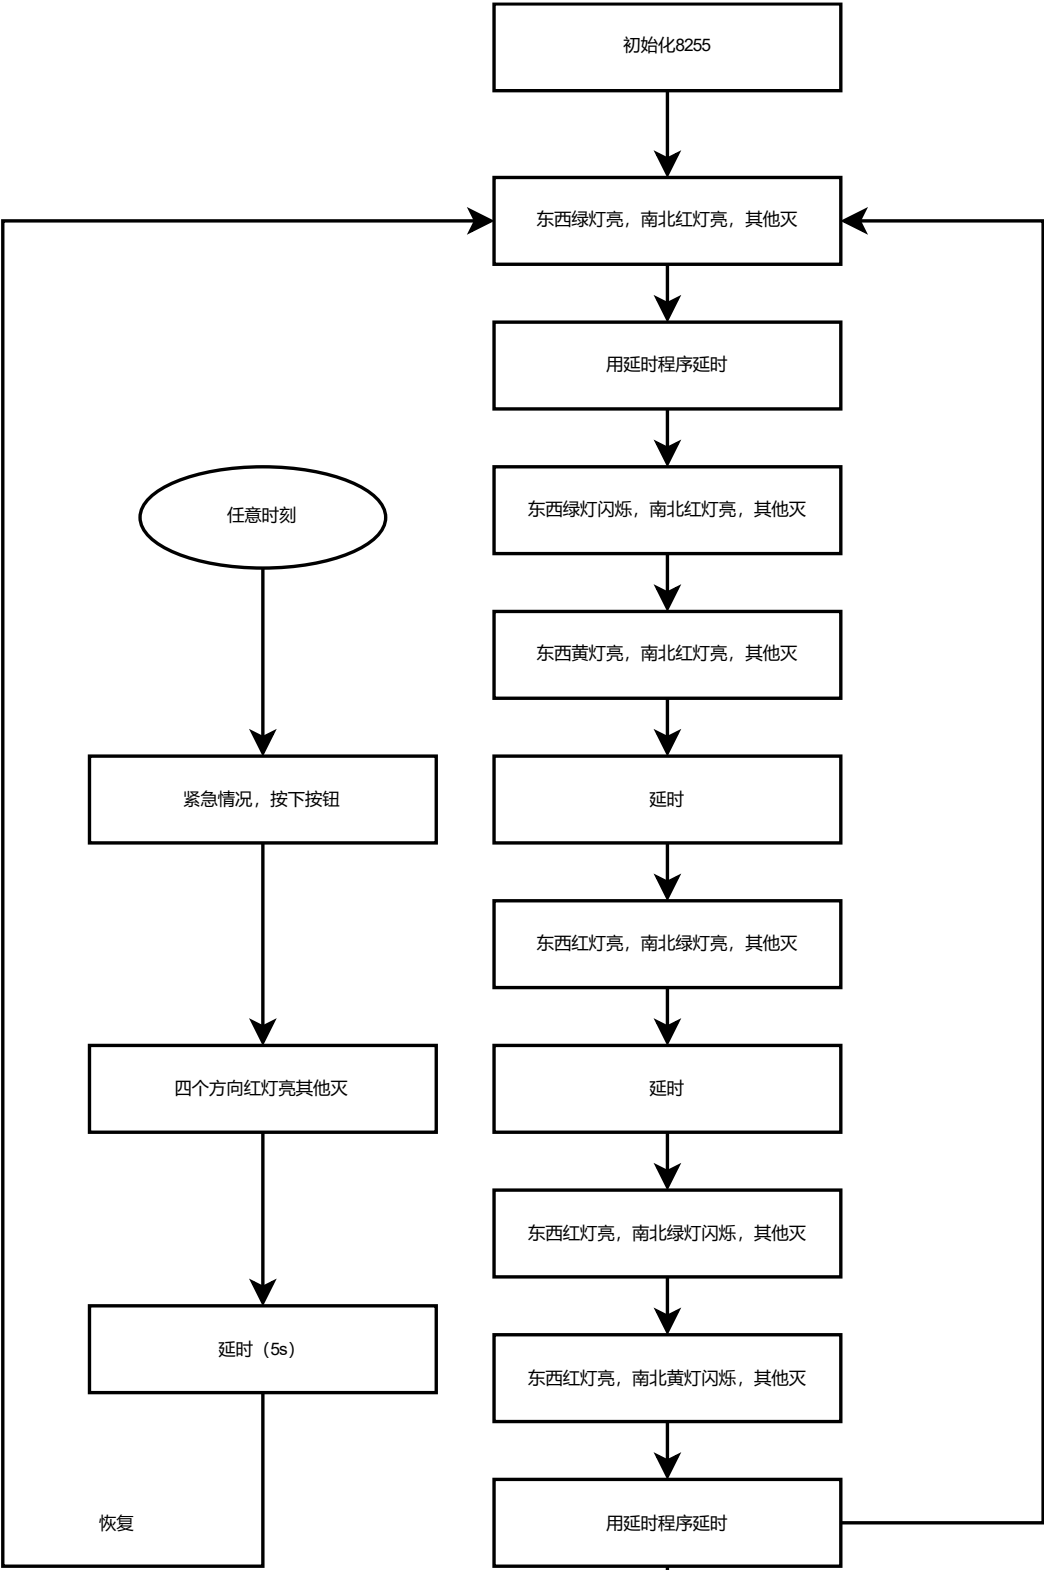 初始化8255
东西绿灯亮，南北红灯亮，其他灭
用延时程序延时
东西绿灯闪烁，南北红灯亮，其他灭
任意时刻
东西黄灯亮，南北红灯亮，其他灭
紧急情况，按下按钮
延时
东西红灯亮，南北绿灯亮，其他灭
四个方向红灯亮其他灭
延时
东西红灯亮，南北绿灯闪烁，其他灭
延时（5s）
东西红灯亮，南北黄灯闪烁，其他灭
恢复
用延时程序延时